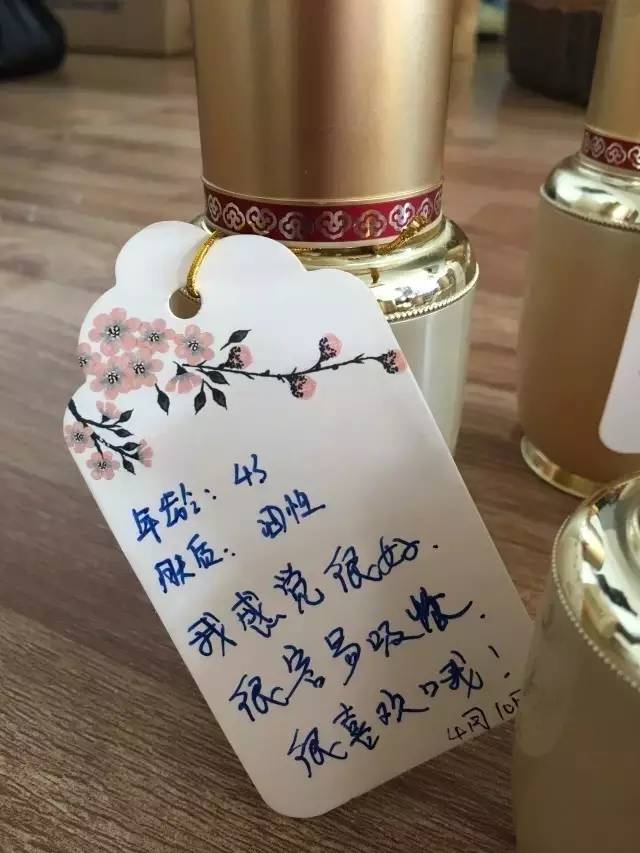 年龄：43
肤质：油性
我感觉很好.
很容易吸收.
很喜欢哦！
4月10日